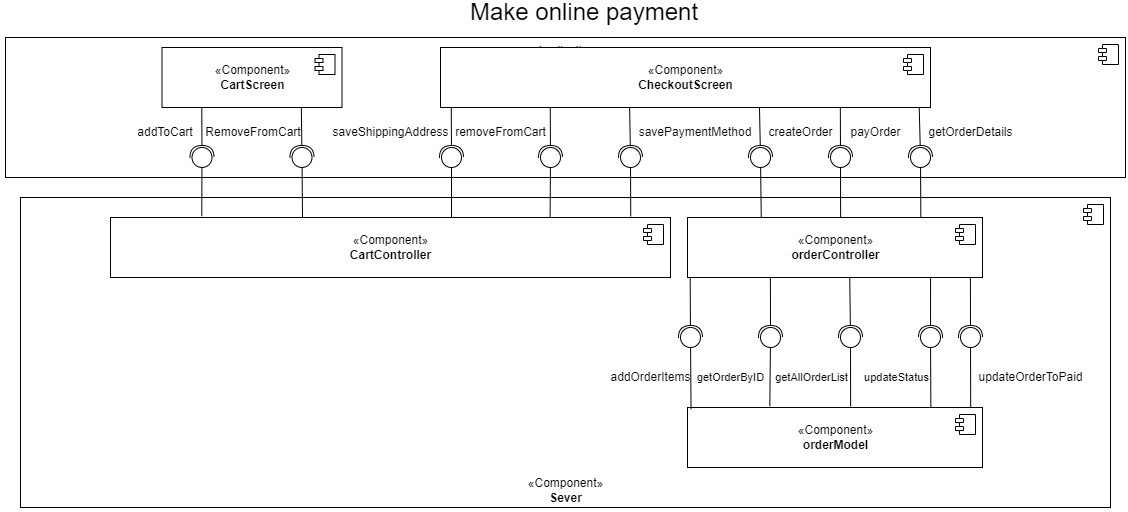 Make online payment
«Component»
CartScreen
«Component»
CheckoutScreen
addToCart
RemoveFromCart
saveShippingAddress
removeFromCart
savePaymentMethod
createOrder
payOrder
getOrderDetails
«Component»
CartController
«Component»
orderController
addOrderItems
getOrderByID
getAllOrderList
updateStatus
updateOrderToPaid
«Component»
orderModel
«Component»
Sever